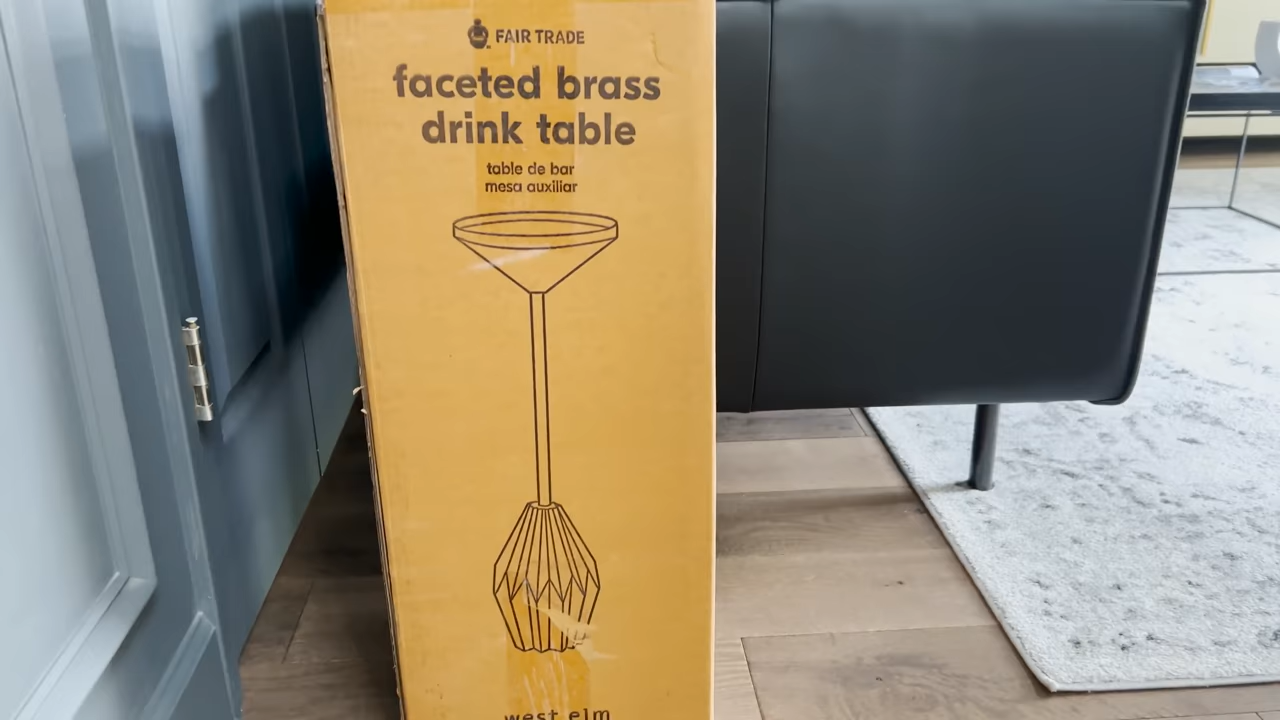 FAIR TRADE
faceted brass
drink table
table de bar
mesa auxiliar
west elm